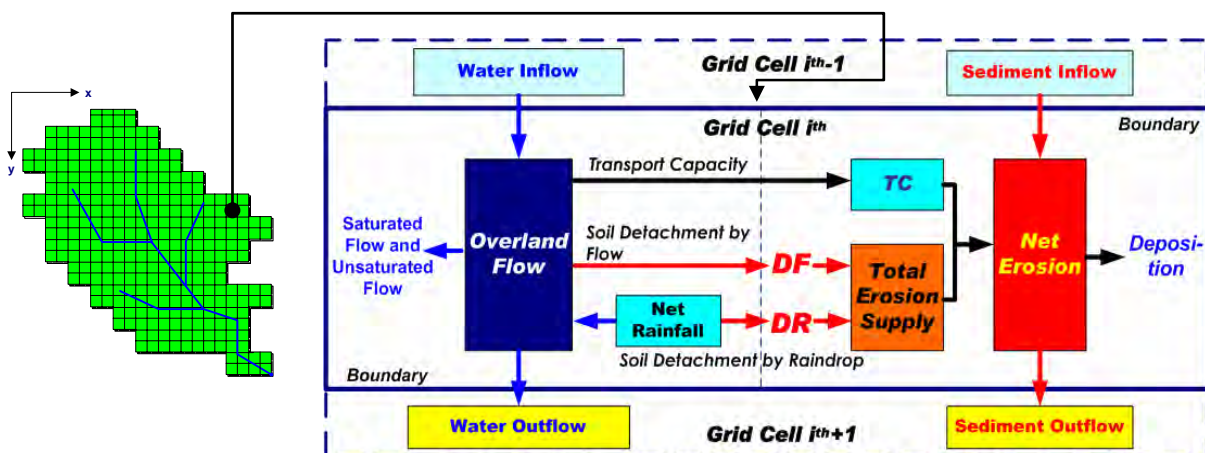 x
y
Grid Cell iᵗʰ-1
Water Inflow
Sediment Inflow
Grid Cell iᵗʰ
Boundary
Transport Capacity
TC
Saturated
Flow and
Unsaturated
Flow
Overland
Flow
Soil Detachment by
Flow
DF
Total
Erosion
Supply
Net
Erosion
Deposi-
tion
Net
Rainfall
DR
Soil Detachment by Raindrop
Boundary
Water Outflow
Grid Cell iᵗʰ+1
Sediment Outflow